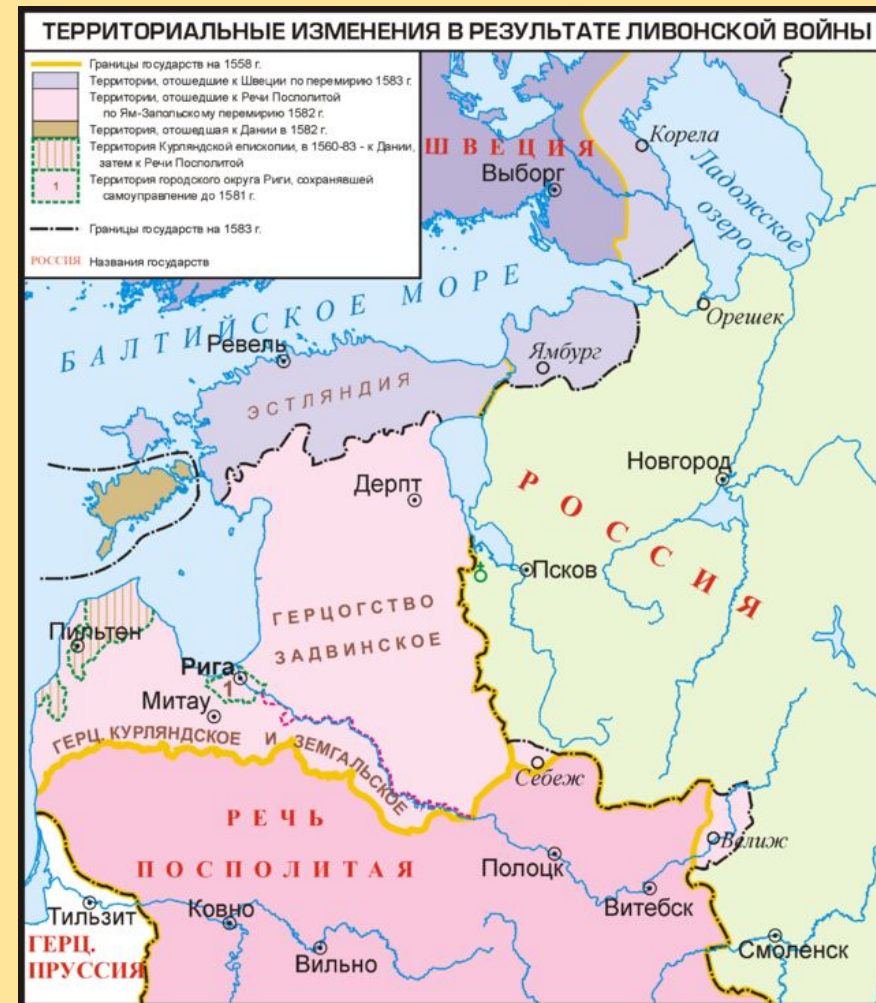 ТЕРРИТОРИАЛЬНЫЕ ИЗМЕНЕНИЯ В РЕЗУЛЬТАТЕ ЛИВОНСКОЙ ВОЙНЫ
Границы государств на 1558 г.
Территории, отошедшие к Швеции по перемирию 1583 г.
Территории, отошедшие к Речи Посполитой
по Ям-Запольскому перемирию 1582 г.
Территория, отошедшая к Дании в 1582 г.
Территория Курляндской епископии, в 1560-83 - к Дании,
затем к Речи Посполитой
1 Территория городского округа Риги, сохранявшей
самоуправление до 1581 г.
Границы государств на 1583 г.
РОССИЯ Названия государств
ШВЕЦИЯ
Выборг
Корела
Ладожское
озеро
БАЛТИЙСКОЕ МОРЕ
Орешек
Ревель
Ямбург
ЭСТЛЯНДИЯ
Новгород
Дерпт
РОССИЯ
Псков
ГЕРЦОГСТВО
ЗАДВИНСКОЕ
Пильтен
Рига
1
Митау
ГЕРЦ. КУРЛЯНДСКОЕ И ЗЕМГАЛЬСКОЕ
Себеж
РЕЧЬ
ПОСПОЛИТАЯ
Велиж
Полоцк
Витебск
Тильзит
Ковно
Вильно
Смоленск
ГЕРЦ.
ПРУССИЯ